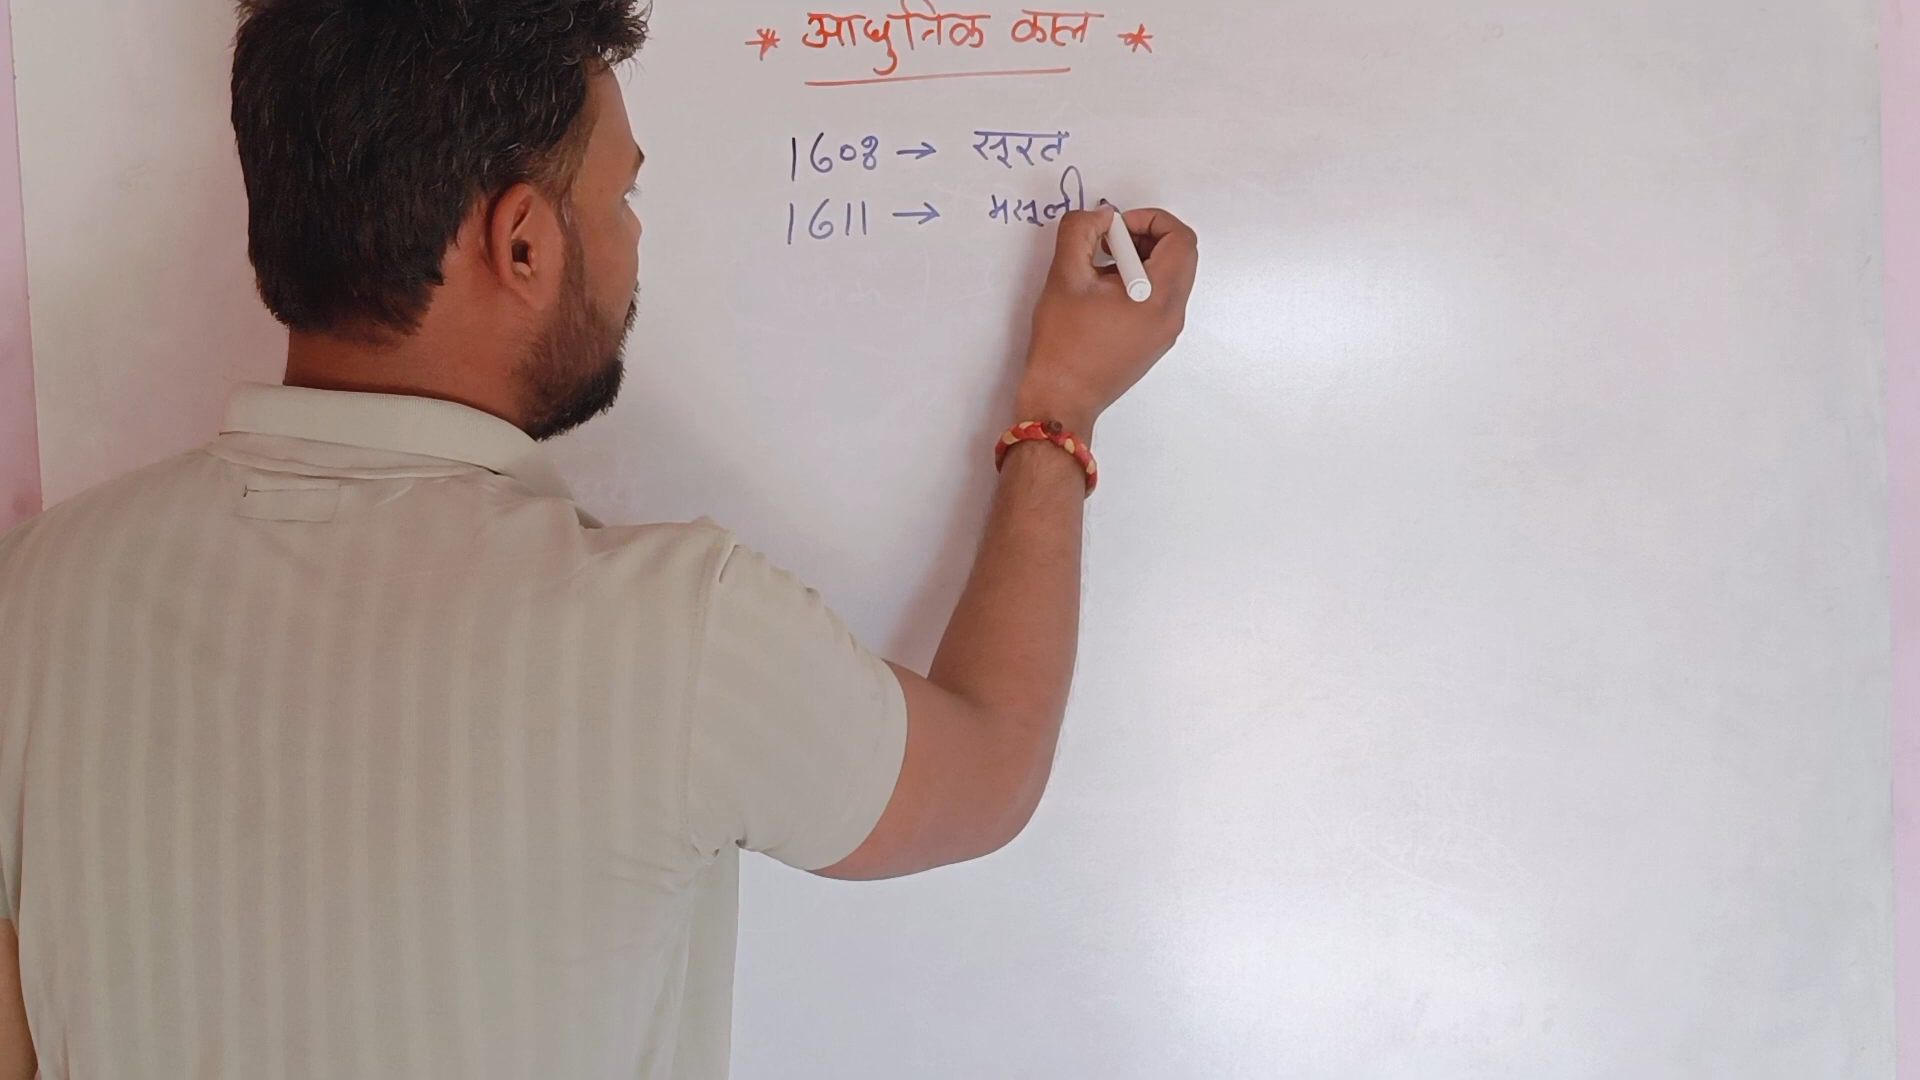 * आधुनिक काल *
1608 → सूरत
1611 → मसूली